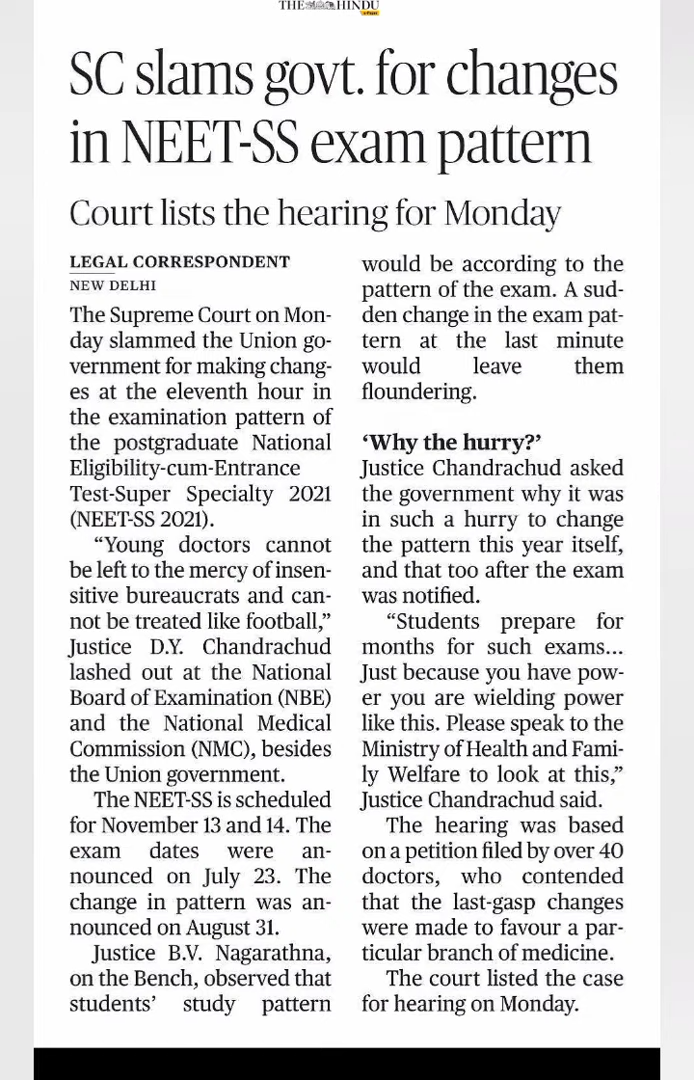 THE HINDU
e-Paper
SC slams govt. for changes
in NEET-SS exam pattern
Court lists the hearing for Monday
LEGAL CORRESPONDENT
NEW DELHI
The Supreme Court on Mon-
day slammed the Union go-
vernment for making chang-
es at the eleventh hour in
the examination pattern of
the postgraduate National
Eligibility-cum-Entrance
Test-Super Specialty 2021
(NEET-SS 2021).
“Young doctors cannot
be left to the mercy of insen-
sitive bureaucrats and can-
not be treated like football,”
Justice D.Y. Chandrachud
lashed out at the National
Board of Examination (NBE)
and the National Medical
Commission (NMC), besides
the Union government.
The NEET-SS is scheduled
for November 13 and 14. The
exam dates were an-
nounced on July 23. The
change in pattern was an-
nounced on August 31.
Justice B.V. Nagarathna,
on the Bench, observed that
students’ study pattern
would be according to the
pattern of the exam. A sud-
den change in the exam pat-
tern at the last minute
would leave them
floundering.
‘Why the hurry?’
Justice Chandrachud asked
the government why it was
in such a hurry to change
the pattern this year itself,
and that too after the exam
was notified.
“Students prepare for
months for such exams...
Just because you have pow-
er you are wielding power
like this. Please speak to the
Ministry of Health and Fami-
ly Welfare to look at this,”
Justice Chandrachud said.
The hearing was based
on a petition filed by over 40
doctors, who contended
that the last-gasp changes
were made to favour a par-
ticular branch of medicine.
The court listed the case
for hearing on Monday.